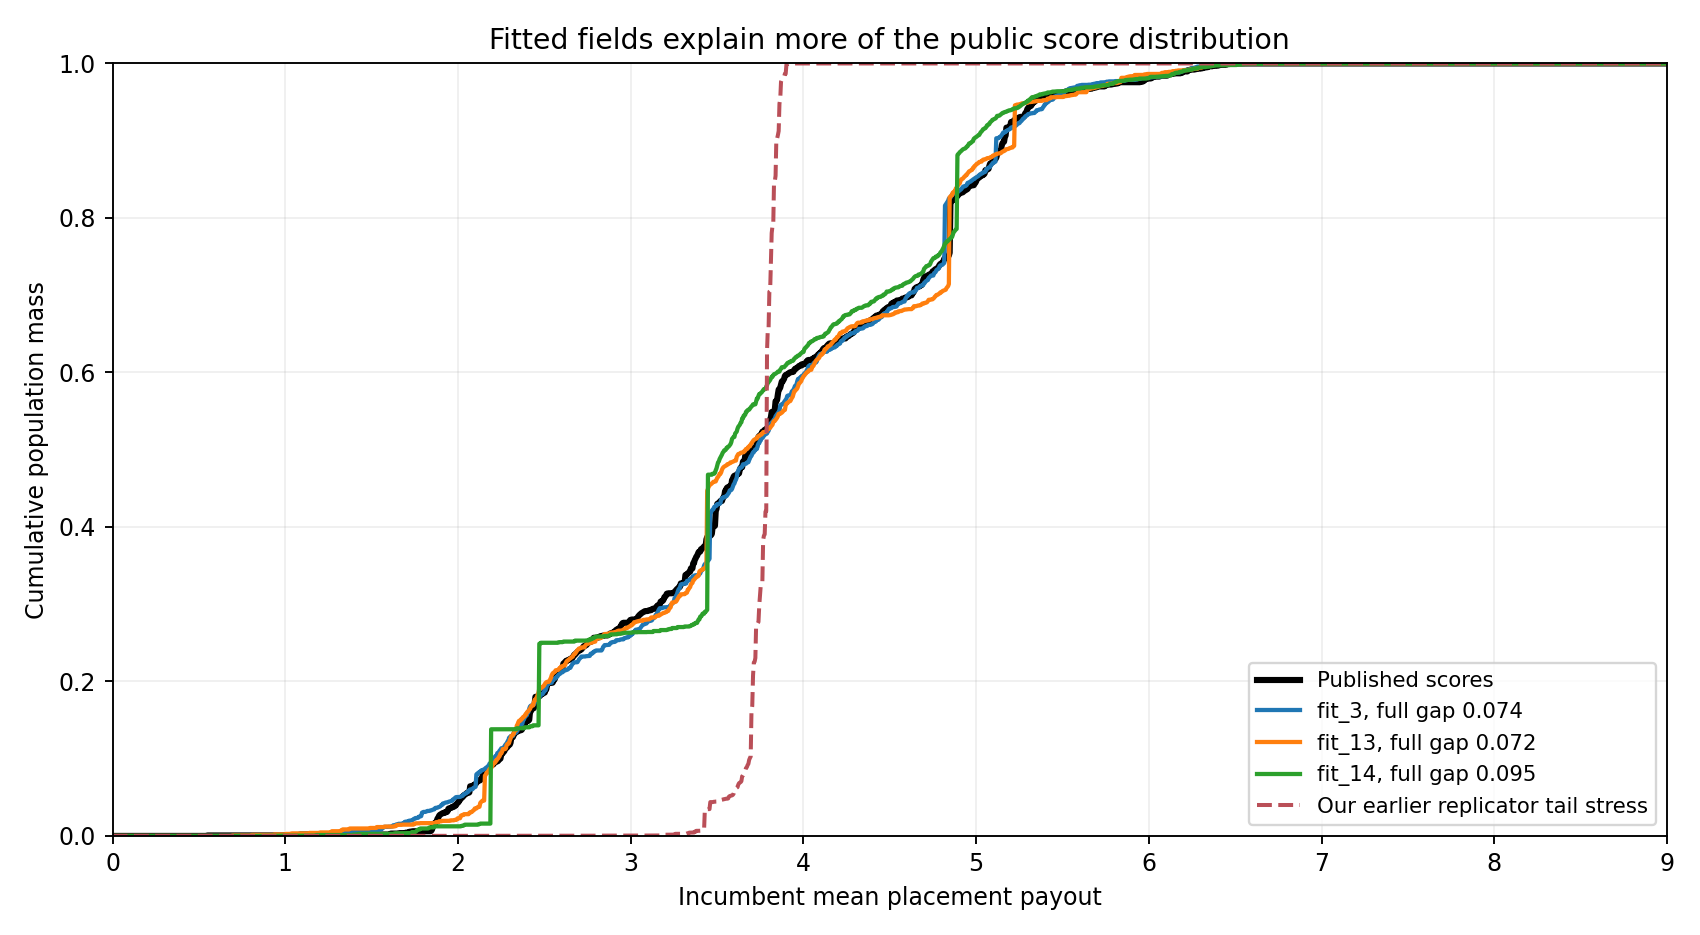 Fitted fields explain more of the public score distribution
1.0
0.8
0.6
0.4
0.2
0.0
Cumulative population mass
0 1 2 3 4 5 6 7 8 9
Incumbent mean placement payout
Published scores
fit_3, full gap 0.074
fit_13, full gap 0.072
fit_14, full gap 0.095
Our earlier replicator tail stress